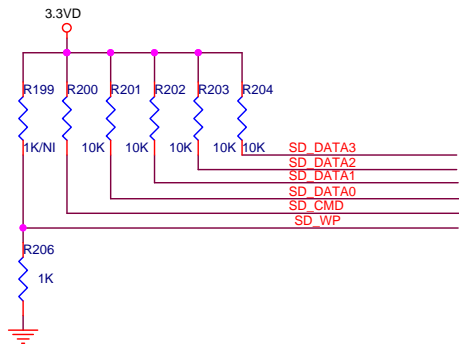 3.3VD
R199 R200 R201 R202 R203 R204
1K/NI 10K 10K 10K 10K 10K
SD_DATA3
SD_DATA2
SD_DATA1
SD_DATA0
SD_CMD
SD_WP
R206
1K